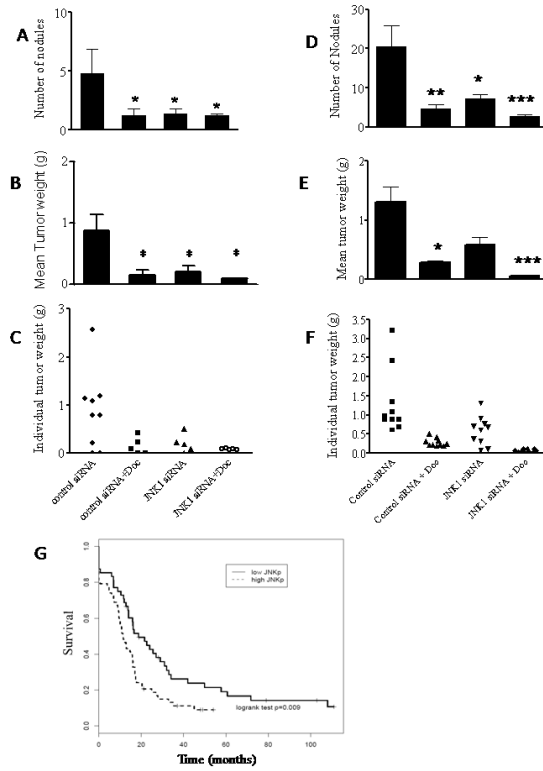 A
Number of nodules
10
5
0
* * *
B
Mean Tumor weight (g)
2
1
0
‡ ‡ ‡
C
Individual tumor weight (g)
3
2
1
0
control siRNA
control siRNA+Doc
JNK1 siRNA
JNK1 siRNA+Doc
D
Number of Nodules
30
20
10
0
** * ***
E
Mean tumor weight (g)
2
1
0
* ***
F
Individual tumor weight (g)
3.5
3.0
2.5
2.0
1.5
1.0
0.5
0.0
Control siRNA
Control siRNA + Doc
JNK1 siRNA
JNK1 siRNA + Doc
G
Survival
1.0
0.8
0.6
0.4
0.2
0.0
low JNKp
high JNKp
logrank test p=0.009
0 20 40 60 80 100
Time (months)